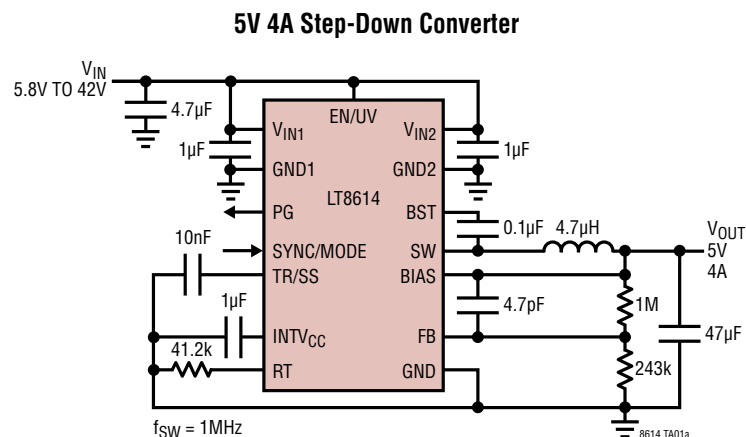 5V 4A Step-Down Converter
VIN
5.8V TO 42V
4.7µF
EN/UV
VIN1
VIN2
1µF
1µF
GND1
GND2
LT8614
PG
BST
0.1µF
4.7µH
VOUT
5V
4A
10nF
SYNC/MODE
SW
TR/SS
BIAS
1µF
4.7pF
1M
47µF
INTVCC
FB
41.2k
243k
RT
GND
fSW = 1MHz
8614 TA01a